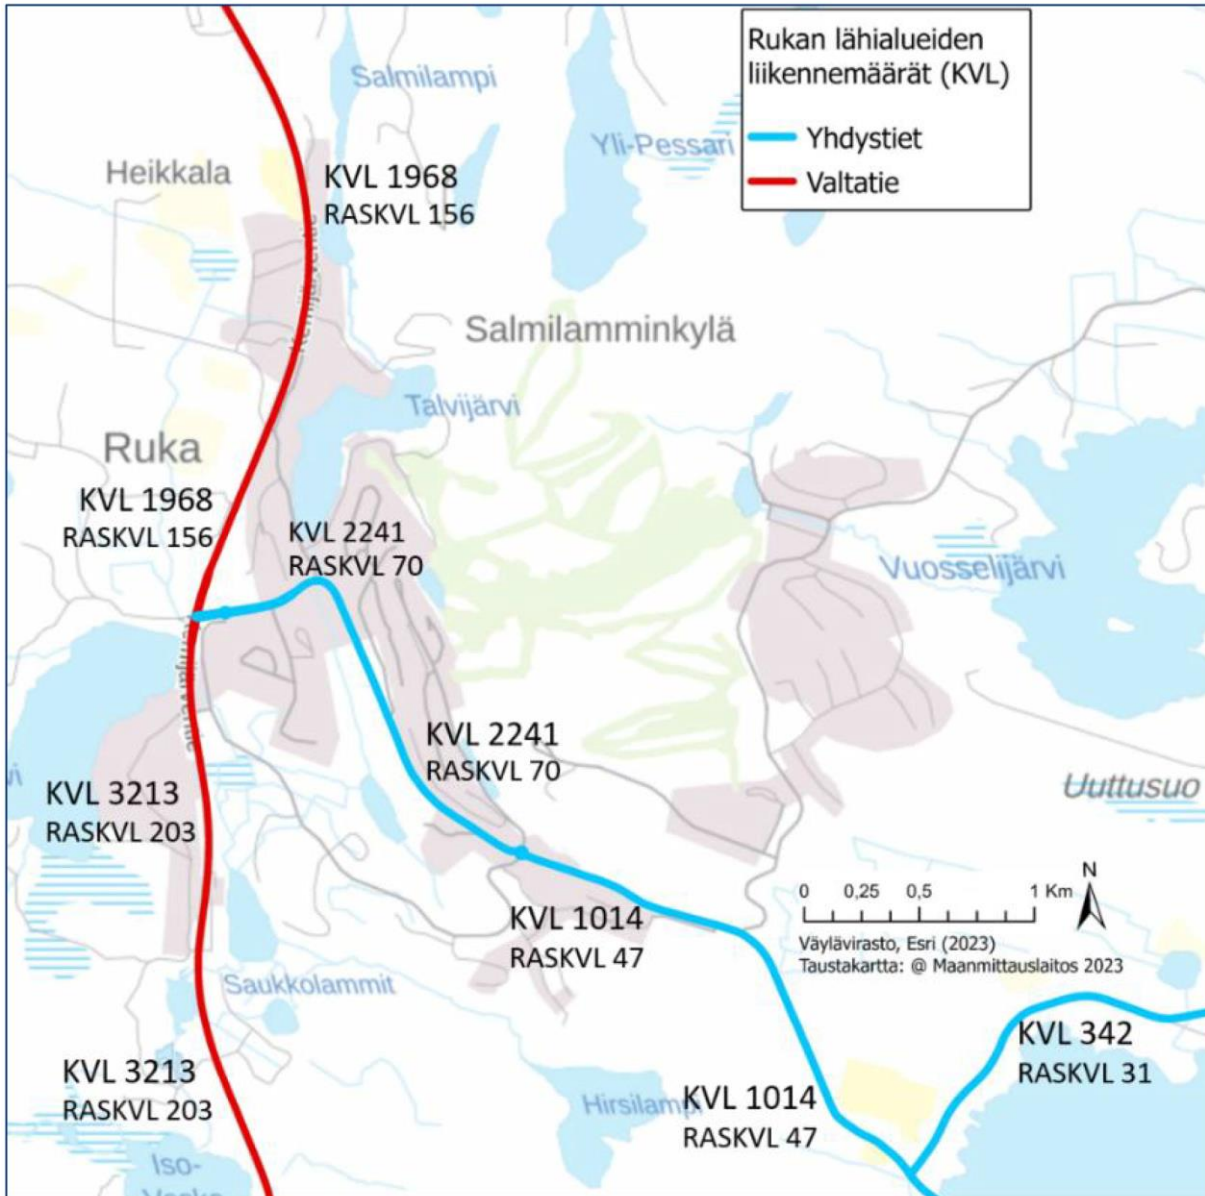 Rukan lähialueiden
liikennemäärät (KVL)
Yhdystiet
Valtatie
Salmilampi
Yli-Pessari
Heikkala
KVL 1968
RASKVL 156
Salmilamminkylä
Talvijärvi
Ruka
KVL 1968
RASKVL 156
KVL 2241
RASKVL 70
Vuosselijärvi
KVL 2241
RASKVL 70
KVL 3213
RASKVL 203
Uuttusuo
N
0 0,25 0,5 1 Km
KVL 1014
RASKVL 47
Väylävirasto, Esri (2023)
Taustakartta: @ Maanmittauslaitos 2023
Saukkolammit
KVL 342
RASKVL 31
KVL 3213
RASKVL 203
Hirsilampi
KVL 1014
RASKVL 47
Iso-